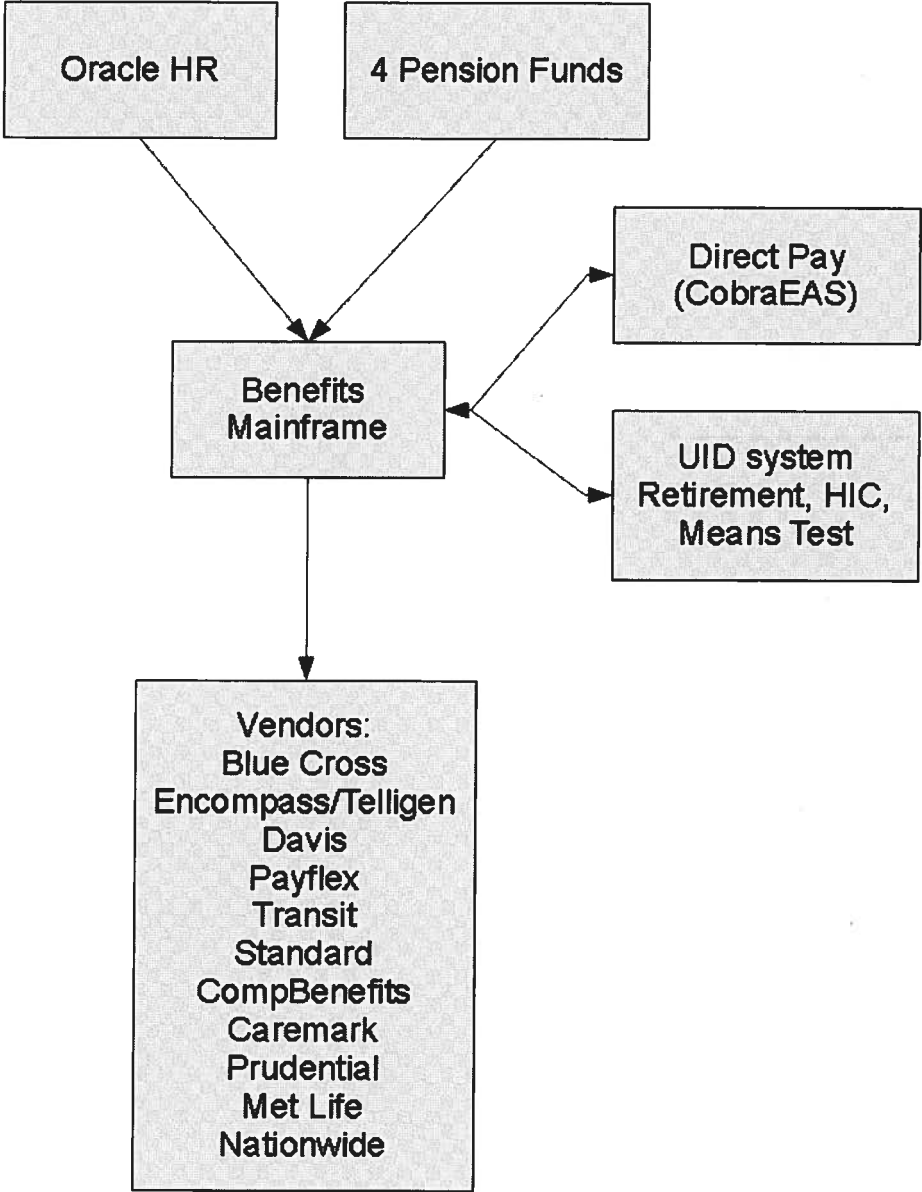 Oracle HR
4 Pension Funds
Direct Pay
(CobraEAS)
Benefits
Mainframe
UID system
Retirement, HIC,
Means Test
Vendors:
Blue Cross
Encompass/Telligen
Davis
Payflex
Transit
Standard
CompBenefits
Caremark
Prudential
Met Life
Nationwide